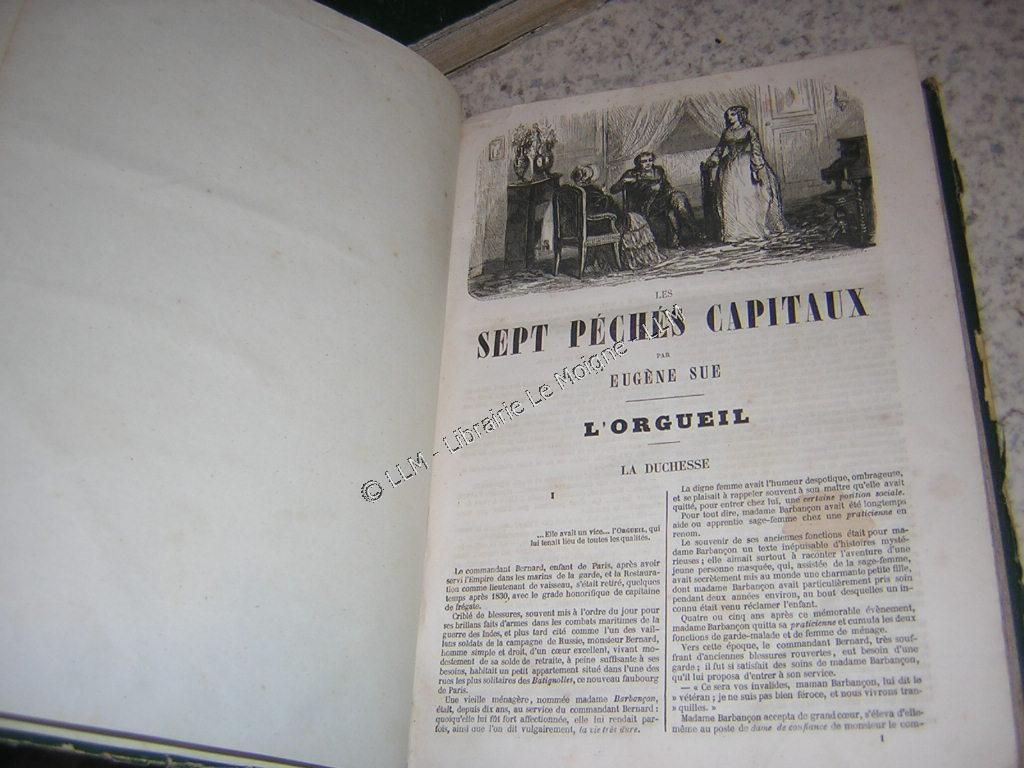 LES
SEPT PÉCHÉS CAPITAUX
PAR
EUGÈNE SUE
L'ORGUEIL
LA DUCHESSE
I
...Elle avait un vice... l'ORGUEIL, qui
lui tenait lieu de toutes les qualités.
Le commandant Bernard, enfant de Paris, après avoir
servi l'Empire dans les marins de la garde, et la Restaura-
tion comme lieutenant de vaisseau, s'était retiré, quelques
temps après 1830, avec le grade honorifique de capitaine
de frégate.
Criblé de blessures, souvent mis à l'ordre du jour pour
ses brillans faits d'armes dans les combats maritimes de la
guerre des Indes, et plus tard cité comme l'un des vail-
lans soldats de la campagne de Russie, monsieur Bernard,
homme simple et droit, d'un cœur excellent, vivant mo-
destement de sa solde de retraite, à peine suffisante à ses
besoins, habitait un petit appartement situé dans l'une des
rues les plus solitaires des Batignolles, ce nouveau faubourg
de Paris.
Une vieille ménagère, nommée madame Barbançon,
était, depuis dix ans, au service du commandant Bernard :
quoiqu'elle lui fût fort affectionnée, elle lui rendait par-
fois, ainsi que l'on dit vulgairement, la vie très dure.
La digne femme avait l'humeur despotique, ombrageuse,
et se plaisait à rappeler souvent à son maître qu'elle avait
quitté, pour entrer chez lui, une certaine position sociale.
Pour tout dire, madame Barbançon avait été longtemps
aide ou apprentie sage-femme chez une praticienne en
renom.
Le souvenir de ses anciennes fonctions était pour ma-
dame Barbançon un texte inépuisable d'histoires mysté-
rieuses ; elle aimait surtout à raconter l'aventure d'une
jeune personne masquée, qui, assistée de la sage-femme,
avait secrètement mis au monde une charmante petite fille,
dont madame Barbançon avait particulièrement pris soin
pendant deux années environ, au bout desquelles un in-
connu était venu réclamer l'enfant.
Quatre ou cinq ans après ce mémorable évènement,
madame Barbançon quitta sa praticienne et cumula les deux
fonctions de garde-malade et de femme de ménage.
Vers cette époque, le commandant Bernard, très souf-
frant d'anciennes blessures rouvertes, eut besoin d'une
garde ; il fut si satisfait des soins de madame Barbançon,
qu'il lui proposa d'entrer à son service.
— « Ce sera vos invalides, maman Barbançon, lui dit le
» vétéran ; je ne suis pas bien féroce, et nous vivrons tran-
» quilles. »
Madame Barbançon accepta de grand cœur, s'éleva d'elle-
même au poste de dame de confiance de monsieur le com-
1
© LLM - Librairie Le Moigne - LLM